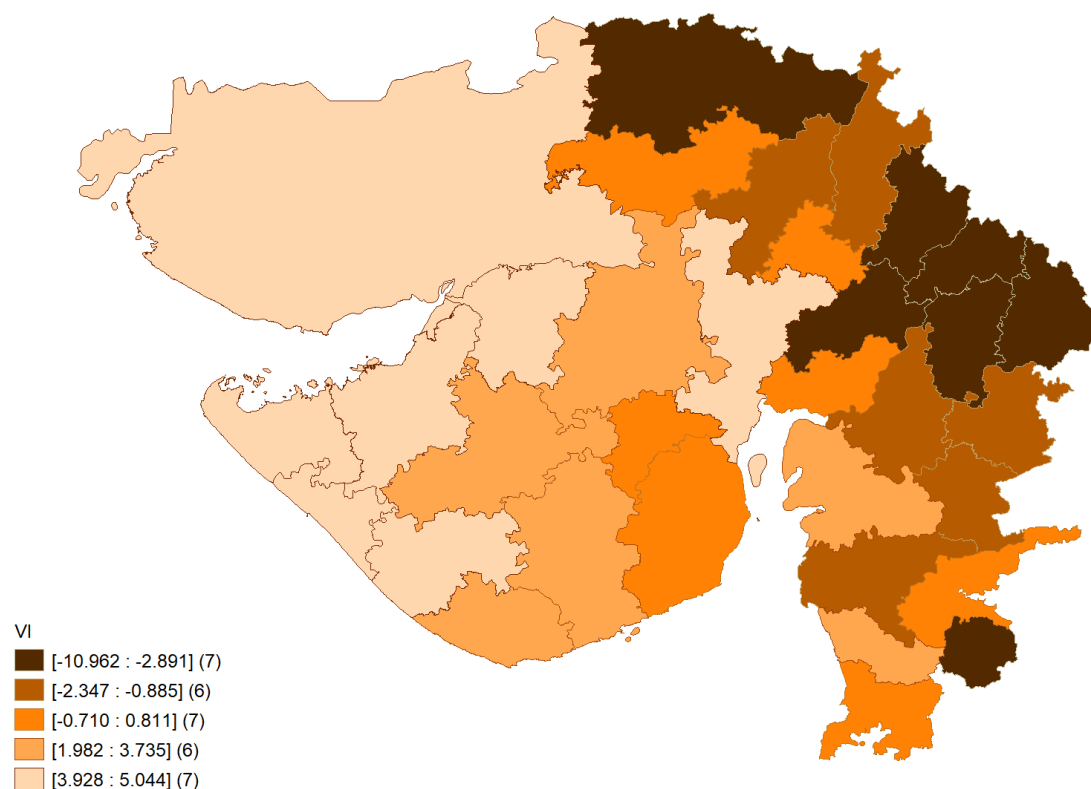 VI
[-10.962 : -2.891] (7)
[-2.347 : -0.885] (6)
[-0.710 : 0.811] (7)
[1.982 : 3.735] (6)
[3.928 : 5.044] (7)